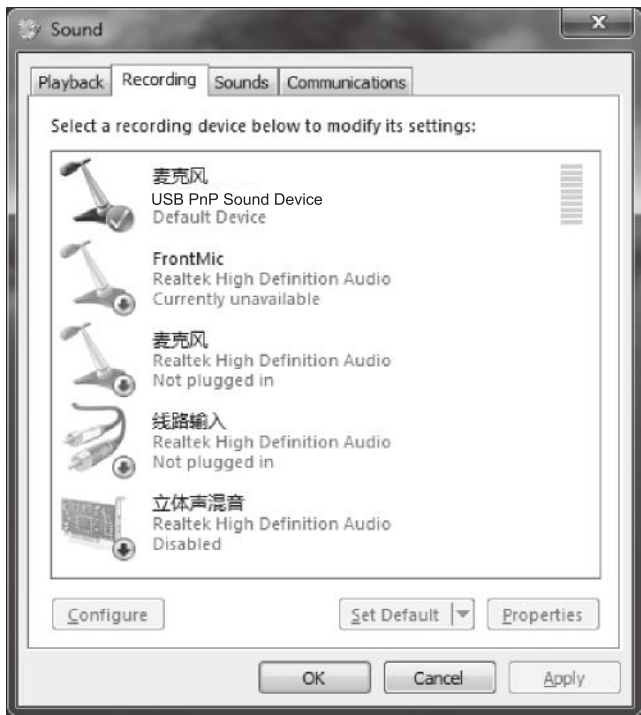 Sound
Playback Recording Sounds Communications
Select a recording device below to modify its settings:
麦克风
USB PnP Sound Device
Default Device
FrontMic
Realtek High Definition Audio
Currently unavailable
麦克风
Realtek High Definition Audio
Not plugged in
线路输入
Realtek High Definition Audio
Not plugged in
立体声混音
Realtek High Definition Audio
Disabled
Configure Set Default Properties
OK Cancel Apply